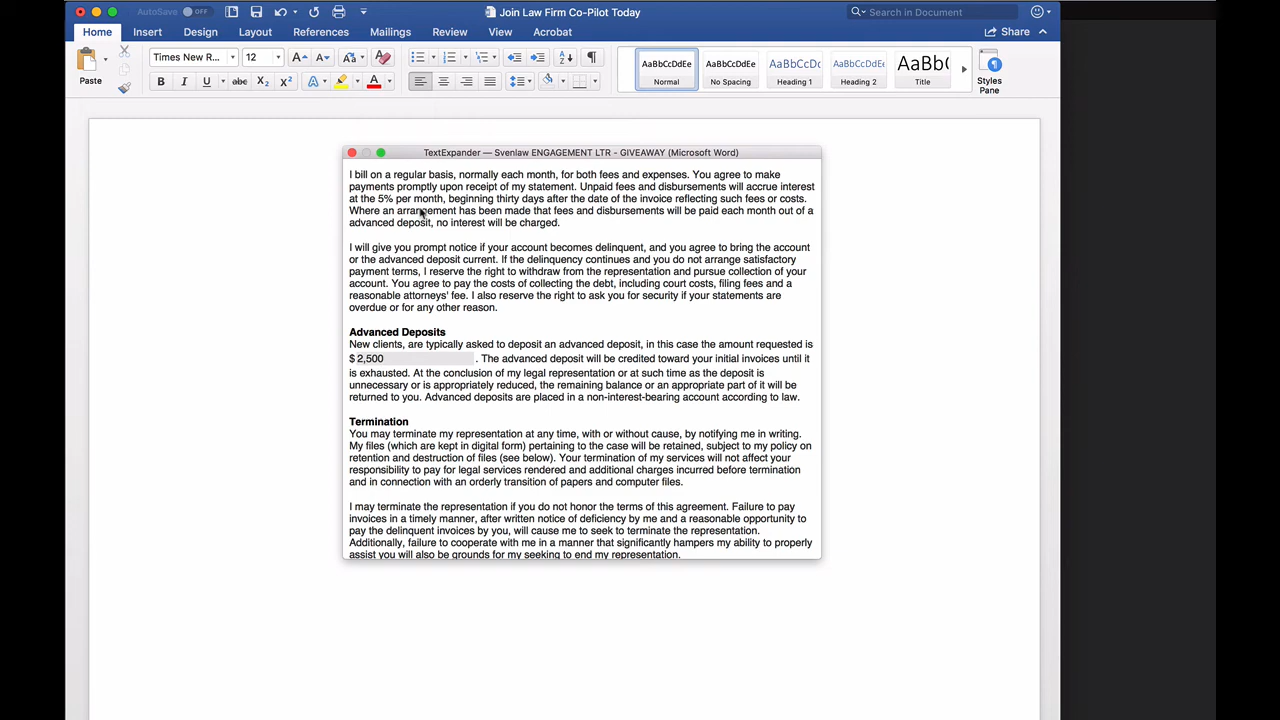 AutoSave OFF
Join Law Firm Co-Pilot Today
Search in Document
Home Insert Design Layout References Mailings Review View Acrobat
Share
Paste
Times New R... 12
A A Aa A
B I U abc X2 X2 A A
AaBbCcDdEe AaBbCcDdEe AaBbCcDc AaBbCcDdEe AaBb(
Normal No Spacing Heading 1 Heading 2 Title
Styles
Pane
TextExpander — Svenlaw ENGAGEMENT LTR - GIVEAWAY (Microsoft Word)
I bill on a regular basis, normally each month, for both fees and expenses. You agree to make
payments promptly upon receipt of my statement. Unpaid fees and disbursements will accrue interest
at the 5% per month, beginning thirty days after the date of the invoice reflecting such fees or costs.
Where an arrangement has been made that fees and disbursements will be paid each month out of a
advanced deposit, no interest will be charged.
I will give you prompt notice if your account becomes delinquent, and you agree to bring the account
or the advanced deposit current. If the delinquency continues and you do not arrange satisfactory
payment terms, I reserve the right to withdraw from the representation and pursue collection of your
account. You agree to pay the costs of collecting the debt, including court costs, filing fees and a
reasonable attorneys' fee. I also reserve the right to ask you for security if your statements are
overdue or for any other reason.
Advanced Deposits
New clients, are typically asked to deposit an advanced deposit, in this case the amount requested is
$ 2,500 . The advanced deposit will be credited toward your initial invoices until it
is exhausted. At the conclusion of my legal representation or at such time as the deposit is
unnecessary or is appropriately reduced, the remaining balance or an appropriate part of it will be
returned to you. Advanced deposits are placed in a non-interest-bearing account according to law.
Termination
You may terminate my representation at any time, with or without cause, by notifying me in writing.
My files (which are kept in digital form) pertaining to the case will be retained, subject to my policy on
retention and destruction of files (see below). Your termination of my services will not affect your
responsibility to pay for legal services rendered and additional charges incurred before termination
and in connection with an orderly transition of papers and computer files.
I may terminate the representation if you do not honor the terms of this agreement. Failure to pay
invoices in a timely manner, after written notice of deficiency by me and a reasonable opportunity to
pay the delinquent invoices by you, will cause me to seek to terminate the representation.
Additionally, failure to cooperate with me in a manner that significantly hampers my ability to properly
assist you will also be grounds for my seeking to end my representation.